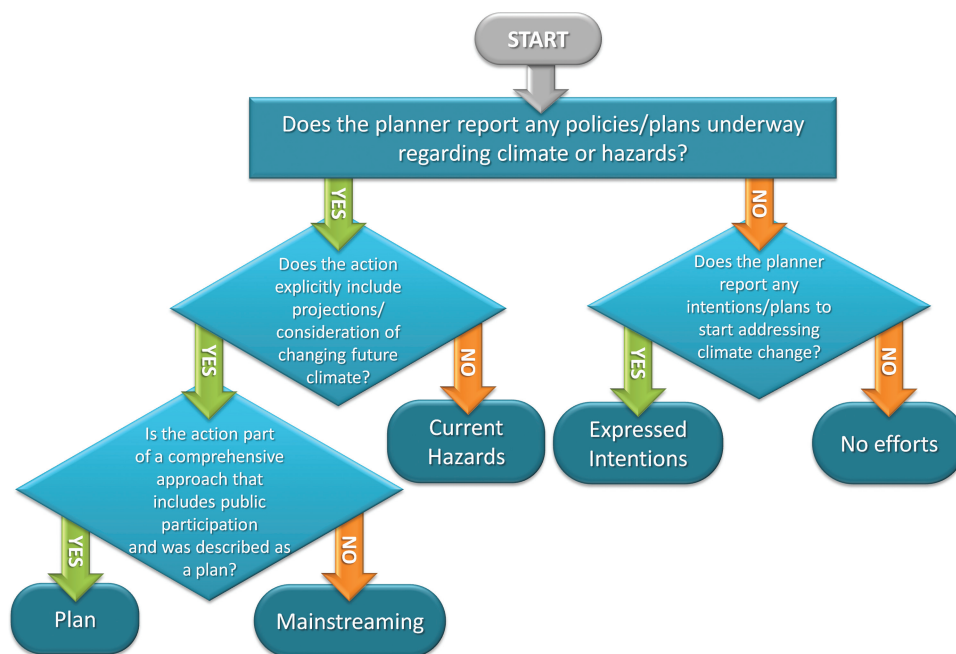 START
Does the planner report any policies/plans underway
regarding climate or hazards?
YES
NO
Does the action
explicitly include
projections/
consideration of
changing future
climate?
Does the planner
report any
intentions/plans to
start addressing
climate change?
YES
NO
YES
NO
Is the action part
of a comprehensive
approach that
includes public
participation
and was described as
a plan?
Current
Hazards
Expressed
Intentions
No efforts
YES
NO
Plan
Mainstreaming